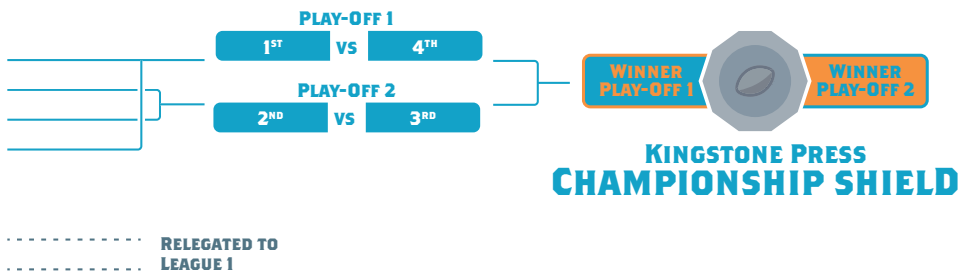 PLAY-OFF 1
1ST VS 4TH
PLAY-OFF 2
2ND VS 3RD
WINNER
PLAY-OFF 1
WINNER
PLAY-OFF 2
KINGSTONE PRESS
CHAMPIONSHIP SHIELD
RELEGATED TO
LEAGUE 1